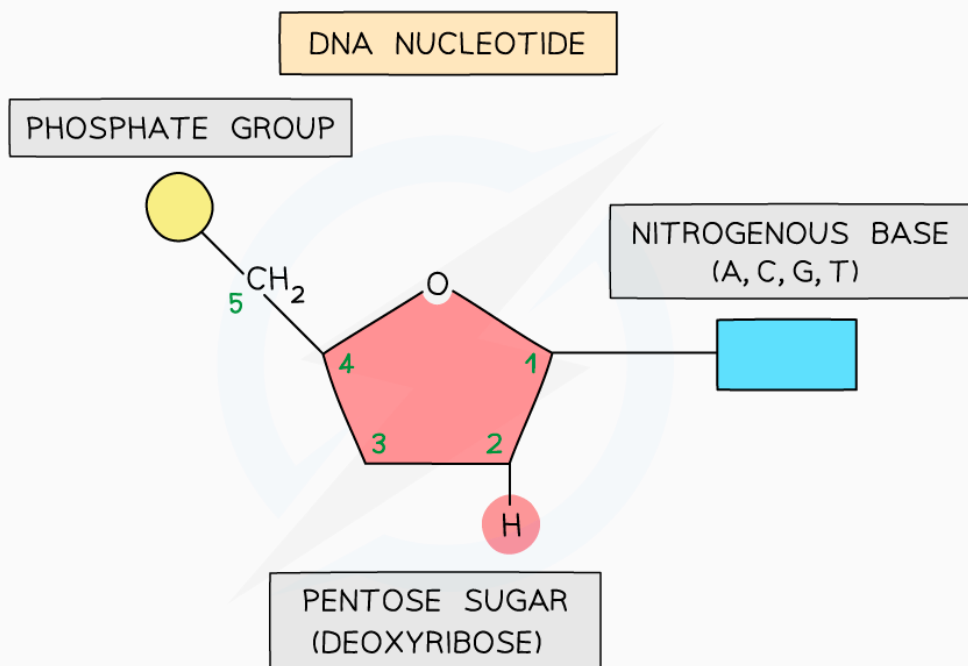 DNA NUCLEOTIDE
PHOSPHATE GROUP
NITROGENOUS BASE
(A, C, G, T)
CH₂
5
O
4
1
3
2
H
PENTOSE SUGAR
(DEOXYRIBOSE)